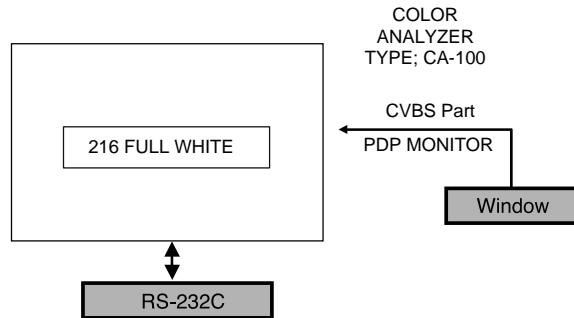 COLOR
ANALYZER
TYPE; CA-100
216 FULL WHITE
CVBS Part
PDP MONITOR
Window
RS-232C